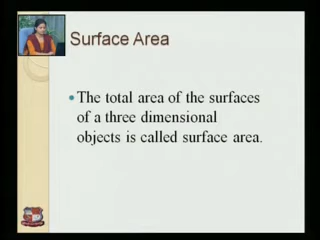 Surface Area
• The total area of the surfaces
of a three dimensional
objects is called surface area.